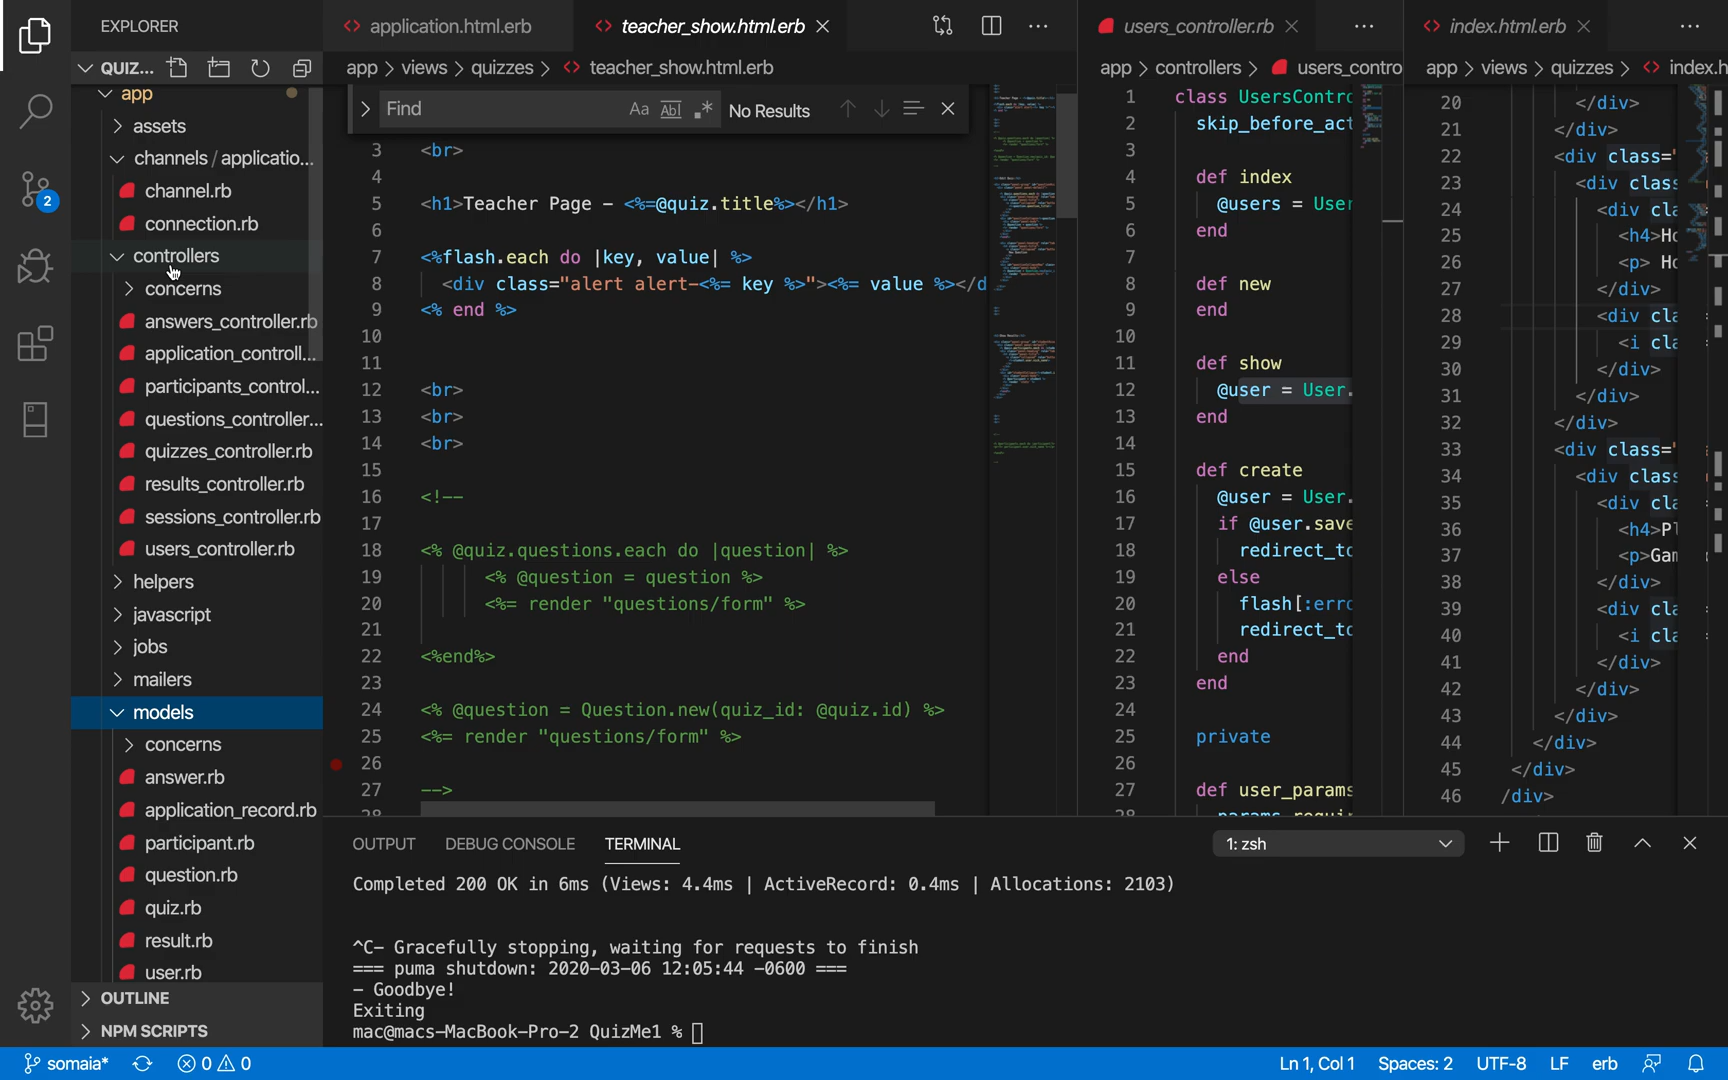 EXPLORER
application.html.erb
teacher_show.html.erb
users_controller.rb
index.html.erb
QUIZ...
app > views > quizzes > teacher_show.html.erb
app > controllers > users_contro
app > views > quizzes > index.h
app
assets
channels / applicatio...
channel.rb
connection.rb
controllers
concerns
answers_controller.rb
application_controll...
participants_control...
questions_controller...
quizzes_controller.rb
results_controller.rb
sessions_controller.rb
users_controller.rb
helpers
javascript
jobs
mailers
models
concerns
answer.rb
application_record.rb
participant.rb
question.rb
quiz.rb
result.rb
user.rb
OUTLINE
NPM SCRIPTS
2
Find
Aa
Abl
No Results
3 <br>
4
5 <h1>Teacher Page - <%=@quiz.title%></h1>
6
7 <%flash.each do |key, value| %>
8 <div class="alert alert-<%= key %>"><%= value %></d
9 <% end %>
10
11
12 <br>
13 <br>
14 <br>
15
16 <!--
17
18 <% @quiz.questions.each do |question| %>
19 <% @question = question %>
20 <%= render "questions/form" %>
21
22 <%end%>
23
24 <% @question = Question.new(quiz_id: @quiz.id) %>
25 <%= render "questions/form" %>
26
27 -->
1 class UsersContro
2 skip_before_act
3
4 def index
5 @users = User
6 end
7
8 def new
9 end
10
11 def show
12 @user = User.
13 end
14
15 def create
16 @user = User.
17 if @user.save
18 redirect_to
19 else
20 flash[:erro
21 redirect_to
22 end
23 end
24
25 private
26
27 def user_params
20 </div>
21 </div>
22 <div class="
23 <div class
24 <div cla
25 <h4>Ho
26 <p> Ho
27 </div>
28 <div cla
29 <i cla
30 </div>
31 </div>
32 </div>
33 <div class="
34 <div class
35 <div cla
36 <h4>Pl
37 <p>Gam
38 </div>
39 <div cla
40 <i cla
41 </div>
42 </div>
43 </div>
44 </div>
45 </div>
46 /div>
OUTPUT
DEBUG CONSOLE
TERMINAL
1: zsh
Completed 200 OK in 6ms (Views: 4.4ms | ActiveRecord: 0.4ms | Allocations: 2103)
^C- Gracefully stopping, waiting for requests to finish
=== puma shutdown: 2020-03-06 12:05:44 -0600 ===
- Goodbye!
Exiting
mac@macs-MacBook-Pro-2 QuizMe1 %
somaia*
0
0
Ln 1, Col 1
Spaces: 2
UTF-8
LF
erb